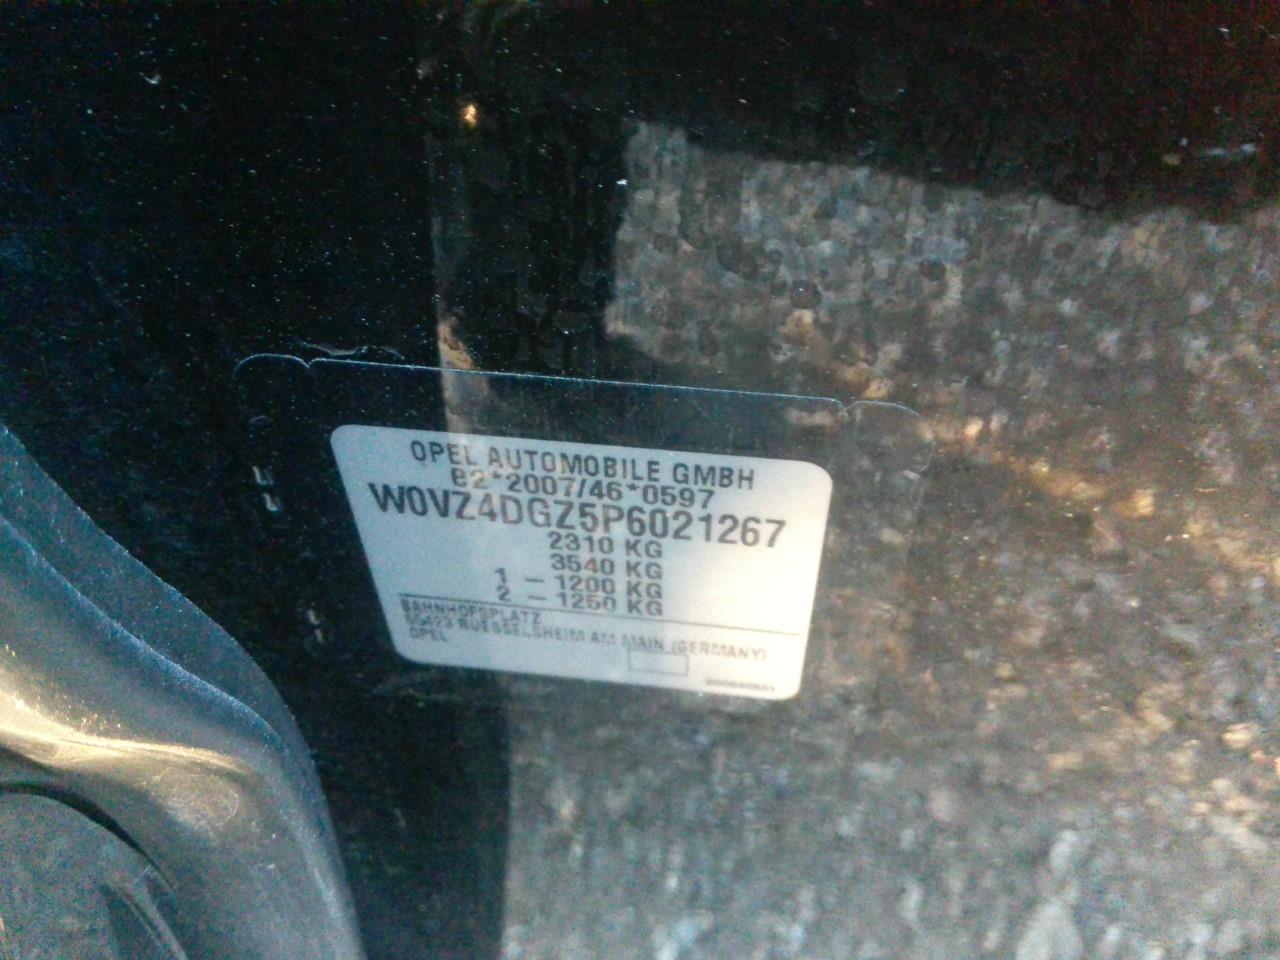 OPEL AUTOMOBILE GMBH
e2*2007/46*0597
W0VZ4DGZ5P6021267
2310 KG
3540 KG
1 - 1200 KG
2 - 1250 KG
BAHNHOFSPLATZ
65423 RUESSELSHEIM AM MAIN (GERMANY)
OPEL